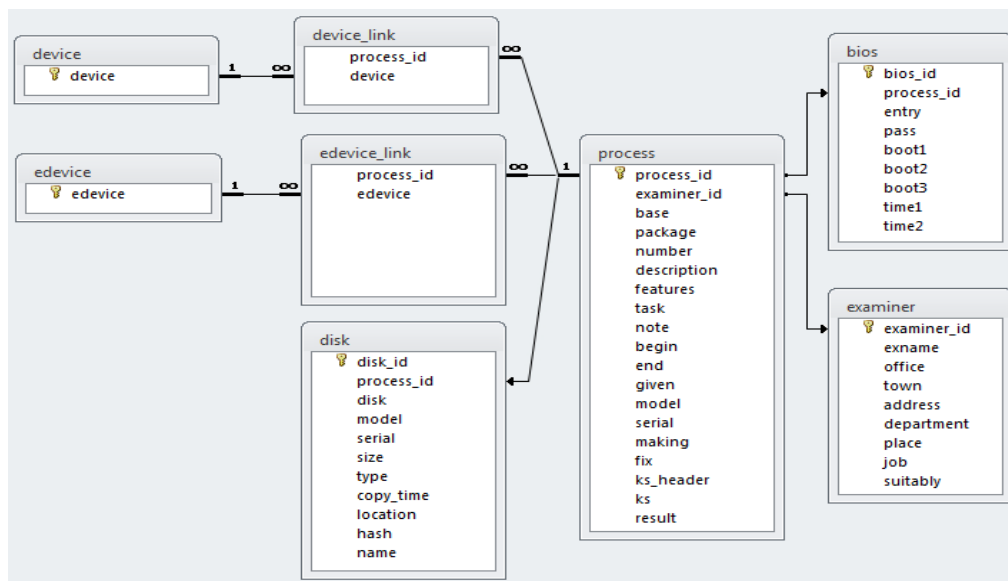 device
device
edevice
edevice
device_link
process_id
device
edevice_link
process_id
edevice
disk
disk_id
process_id
disk
model
serial
size
type
copy_time
location
hash
name
process
process_id
examiner_id
base
package
number
description
features
task
note
begin
end
given
model
serial
making
fix
ks_header
ks
result
bios
bios_id
process_id
entry
pass
boot1
boot2
boot3
time1
time2
examiner
examiner_id
exname
office
town
address
department
place
job
suitably
1
∞
∞
1
∞
∞
1